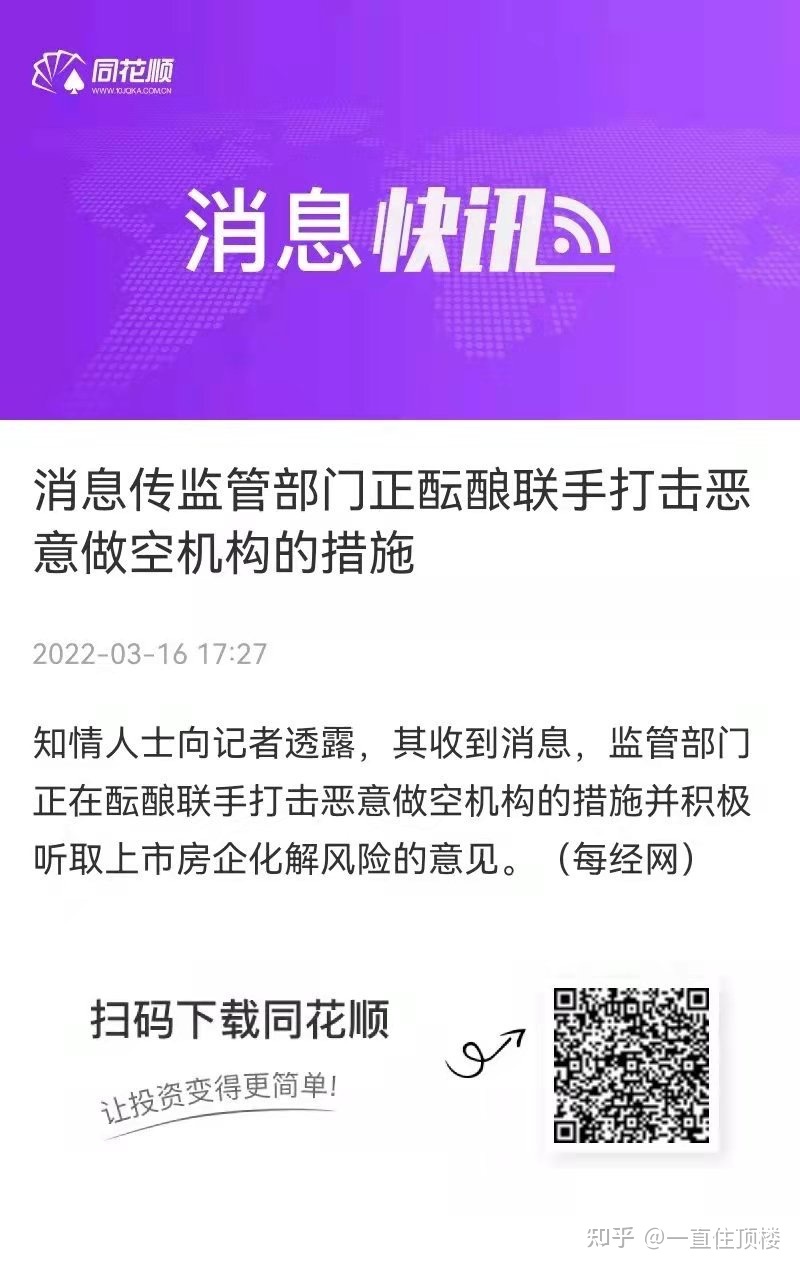 同花顺
WWW.10JQKA.COM.CN
消息快讯
消息传监管部门正酝酿联手打击恶
意做空机构的措施
2022-03-16 17:27
知情人士向记者透露，其收到消息，监管部门
正在酝酿联手打击恶意做空机构的措施并积极
听取上市房企化解风险的意见。（每经网）
扫码下载同花顺
让投资变得更简单!
知乎 @一直住顶楼